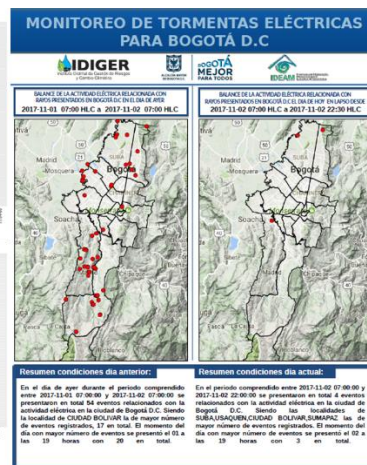 MONITOREO DE TORMENTAS ELÉCTRICAS
PARA BOGOTÁ D.C
IDIGER
BOGOTÁ
MEJOR
PARA TODOS
IDEAM
BALANCE DE LA ACTIVIDAD ELÉCTRICA RELACIONADA CON
RAYOS PRESENTADOS EN BOGOTÁ D.C EN EL DIA DE AYER
2017-11-01 07:00 HLC a 2017-11-02 07:00 HLC
BALANCE DE LA ACTIVIDAD ELÉCTRICA RELACIONADA CON
RAYOS PRESENTADOS EN BOGOTÁ D.C EL DIA DE HOY EN LAPSO DESDE
2017-11-02 07:00 HLC a 2017-11-02 22:30 HLC
Madrid
Mosquera
SUBA
Bogotá
Soacha
Madrid
Mosquera
SUBA
Bogotá
Soacha
Resumen condiciones día anterior:
En el dia de ayer durante el periodo comprendido
entre 2017-11-01 07:00:00 y 2017-11-02 07:00:00 se
presentaron en total 54 eventos relacionados con la
actividad eléctrica en la ciudad de Bogotá D.C. Siendo
la localidad de CIUDAD BOLIVAR la de mayor número
de eventos registrados, 17 en total. El momento del
día con mayor número de eventos se presentó el 01 a
las 19 horas con 20 en total.
Resumen condiciones día actual:
En el periodo comprendido entre 2017-11-02 07:00:00 y
2017-11-02 22:00:00 se presentaron en total 4 eventos
relacionados con la actividad eléctrica en la ciudad de
Bogotá D.C. Siendo las localidades de
SUBA,USAQUEN,CIUDAD BOLIVAR,SUMAPAZ las de
mayor número de eventos registrados. El momento del
día con mayor número de eventos se presentó el 02 a
las 19 horas con 3 en total.